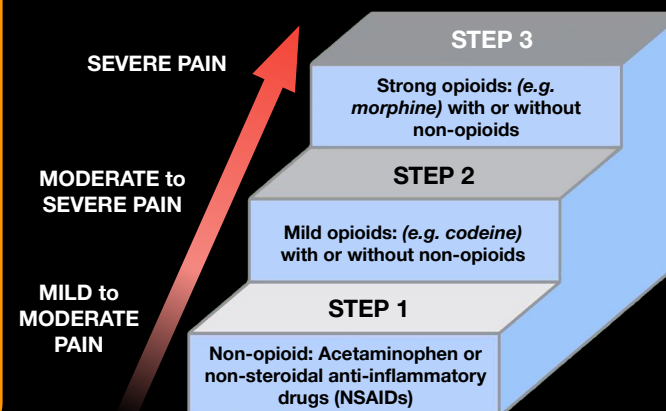 SEVERE PAIN
STEP 3
Strong opioids: (e.g.
morphine) with or without
non-opioids
MODERATE to
SEVERE PAIN
STEP 2
Mild opioids: (e.g. codeine)
with or without non-opioids
MILD to
MODERATE
PAIN
STEP 1
Non-opioid: Acetaminophen or
non-steroidal anti-inflammatory
drugs (NSAIDs)